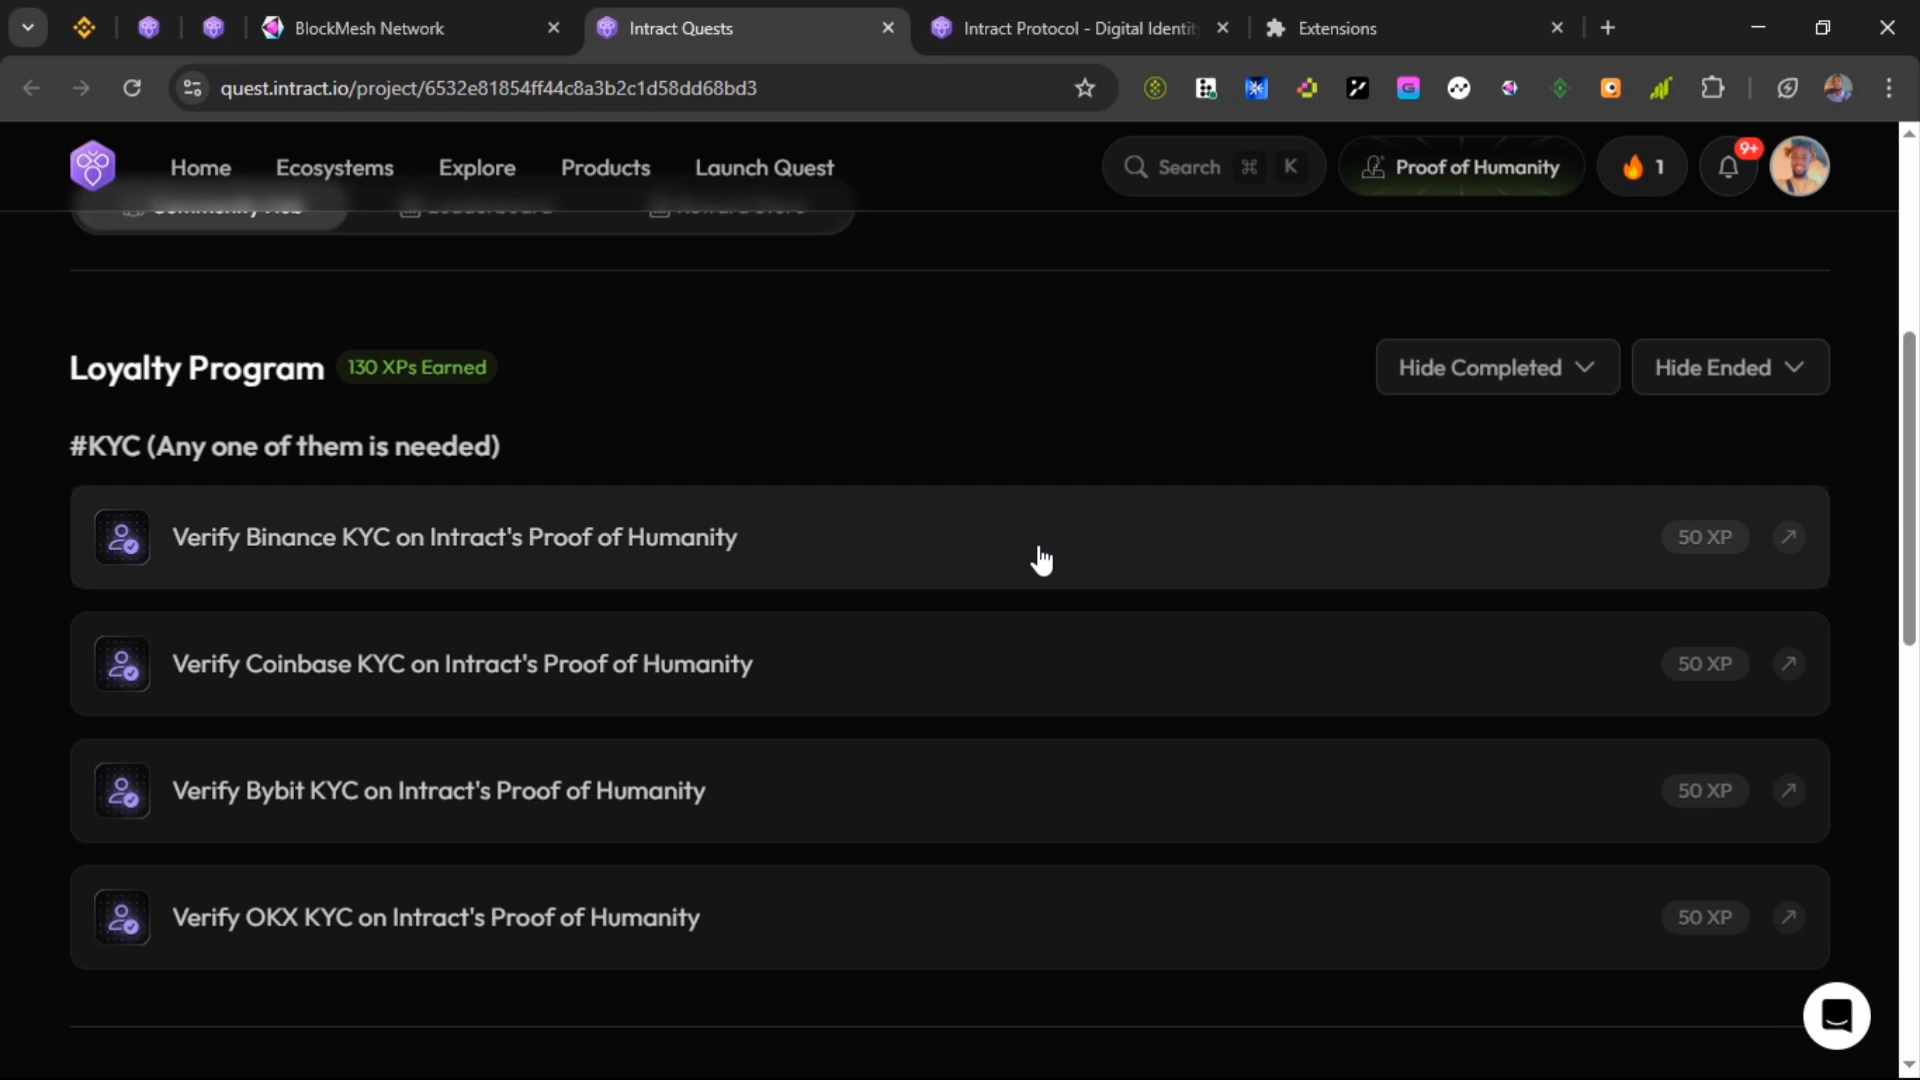 BlockMesh Network
Intract Quests
Intract Protocol - Digital Identit
Extensions
quest.intract.io/project/6532e81854ff44c8a3b2c1d58dd68bd3
Home
Ecosystems
Explore
Products
Launch Quest
Search ⌘ K
Proof of Humanity
1
9+
Loyalty Program
130 XPs Earned
Hide Completed
Hide Ended
#KYC (Any one of them is needed)
Verify Binance KYC on Intract's Proof of Humanity
50 XP
Verify Coinbase KYC on Intract's Proof of Humanity
50 XP
Verify Bybit KYC on Intract's Proof of Humanity
50 XP
Verify OKX KYC on Intract's Proof of Humanity
50 XP